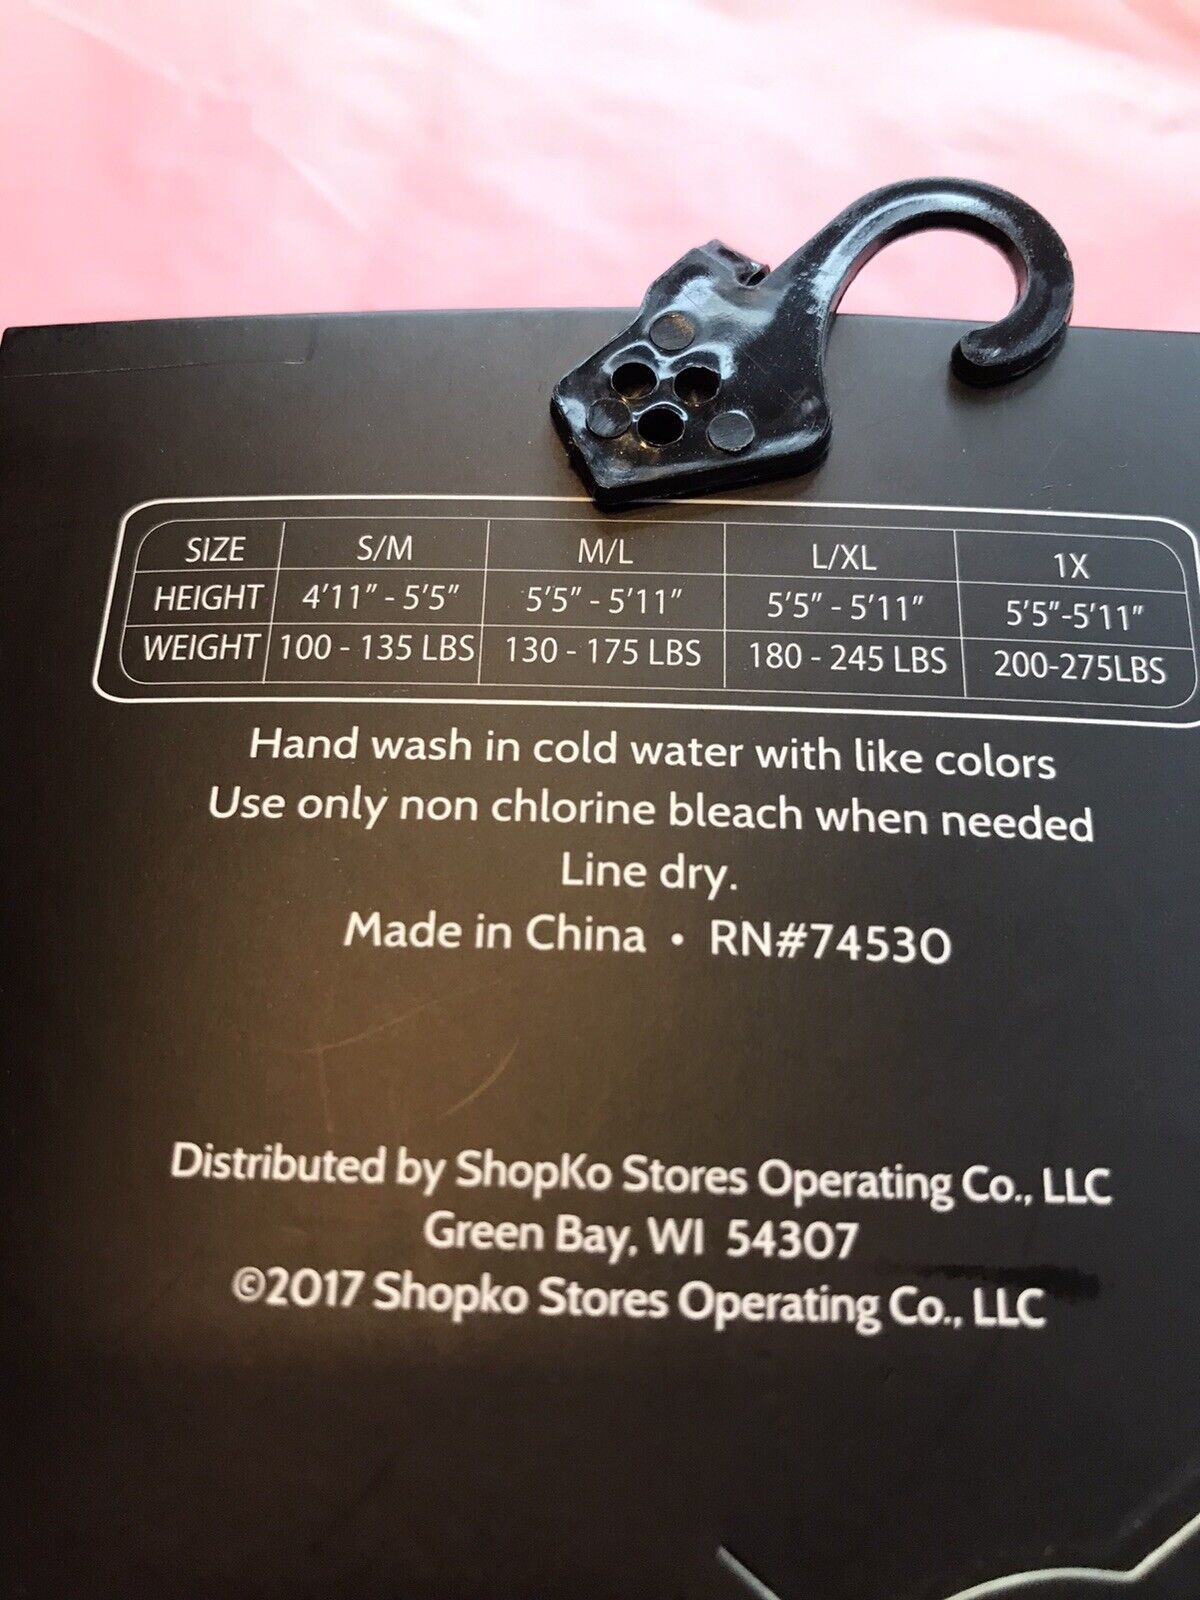 SIZE S/M M/L L/XL 1X
HEIGHT 4'11" - 5'5" 5'5" - 5'11" 5'5" - 5'11" 5'5"-5'11"
WEIGHT 100 - 135 LBS 130 - 175 LBS 180 - 245 LBS 200-275LBS
Hand wash in cold water with like colors
Use only non chlorine bleach when needed
Line dry.
Made in China • RN#74530
Distributed by ShopKo Stores Operating Co., LLC
Green Bay, WI 54307
©2017 Shopko Stores Operating Co., LLC